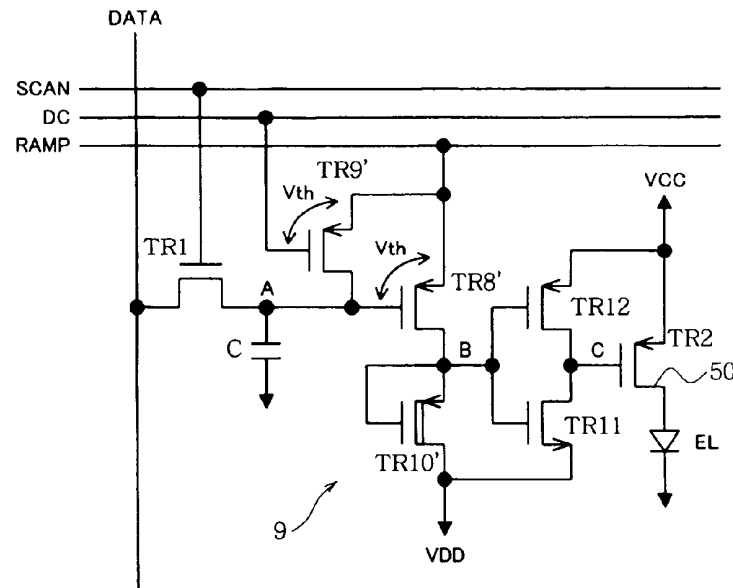 DATA
SCAN
DC
RAMP
TR9'
Vth
VCC
TR1
Vth
A
TR8'
TR12
TR2
C
B
C
50
TR11
EL
TR10'
9
VDD